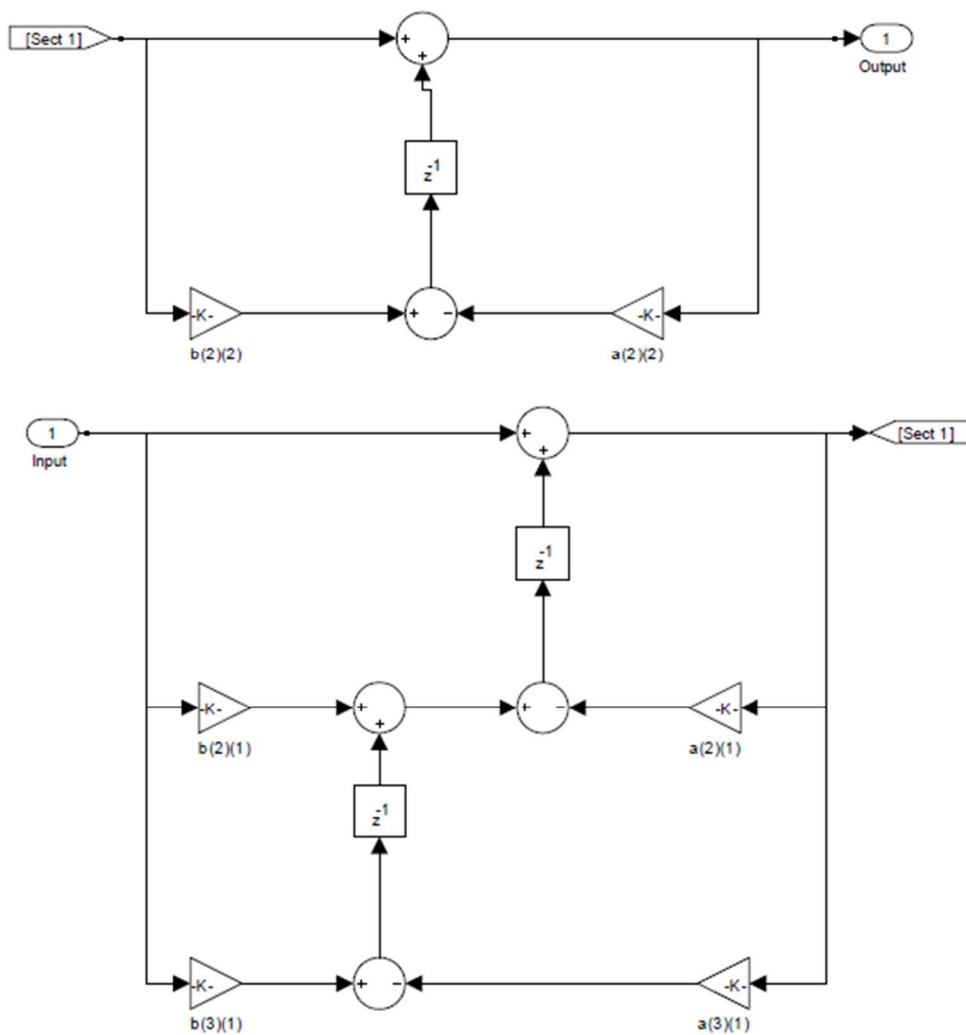 [Sect 1]
+
+
1
Output
z-1
-K-
+
−
-K-
b(2)(2)
a(2)(2)
1
Input
+
+
[Sect 1]
z-1
-K-
+
+
+
−
-K-
b(2)(1)
a(2)(1)
z-1
-K-
+
−
-K-
b(3)(1)
a(3)(1)